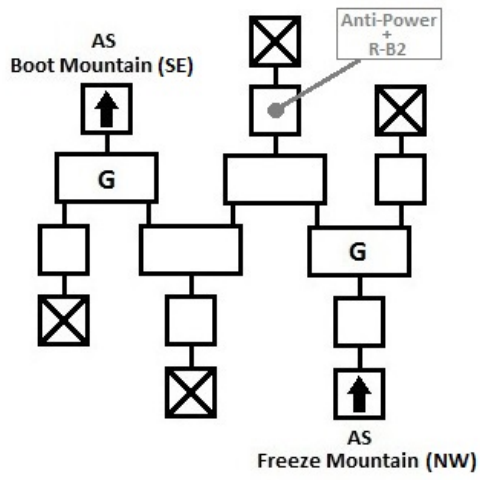 AS
Boot Mountain (SE)
Anti-Power
+
R-B2
G
G
AS
Freeze Mountain (NW)